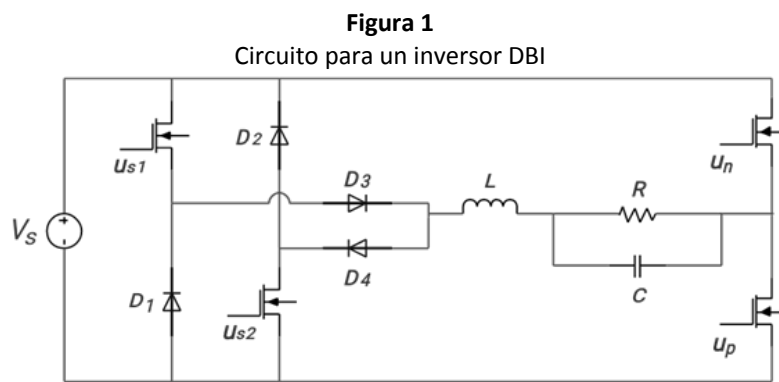 Figura 1
Circuito para un inversor DBI
D2
us1
un
D3
L
R
Vs
D4
C
D1
us2
up